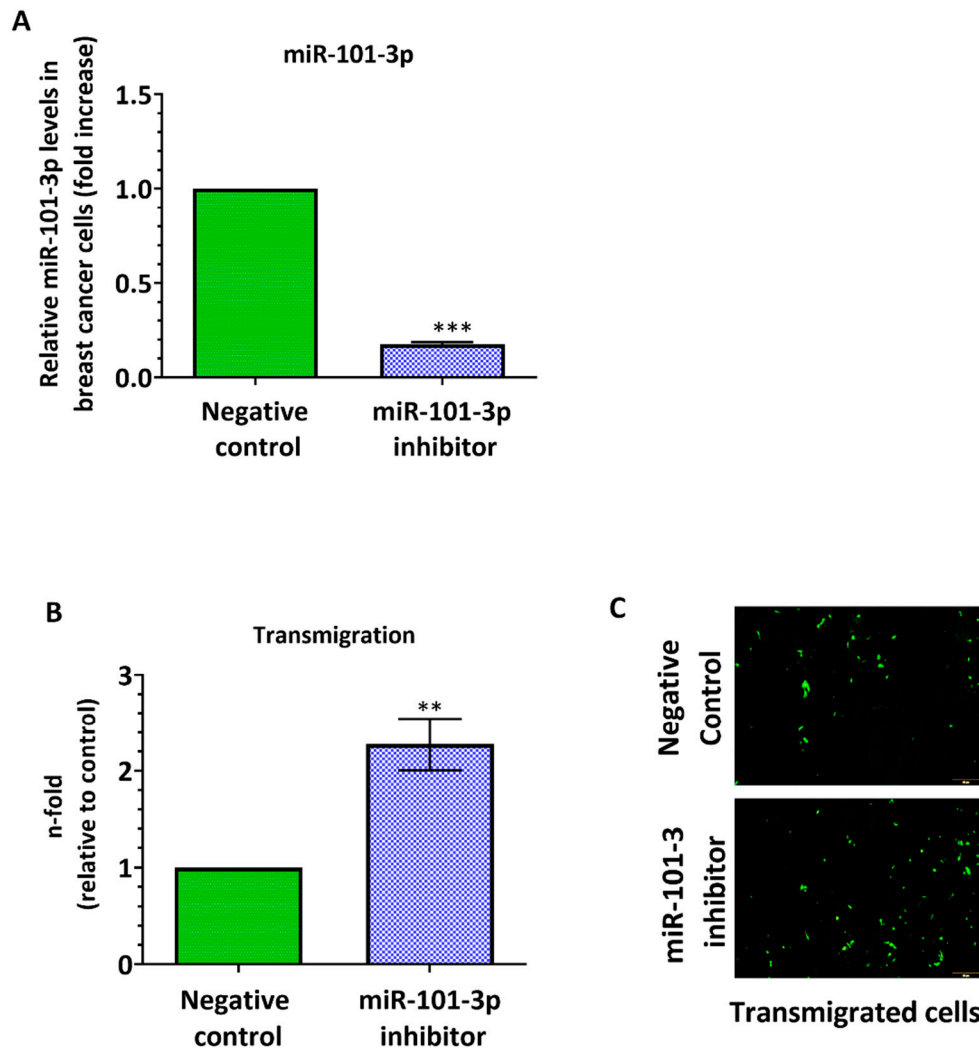 A
miR-101-3p
Relative miR-101-3p levels in
breast cancer cells (fold increase)
1.5
1.0
0.5
0.0
***
Negative
control
miR-101-3p
inhibitor
B
Transmigration
n-fold
(relative to control)
3
2
1
0
**
Negative
control
miR-101-3p
inhibitor
C
Negative
Control
miR-101-3
inhibitor
Transmigrated cells